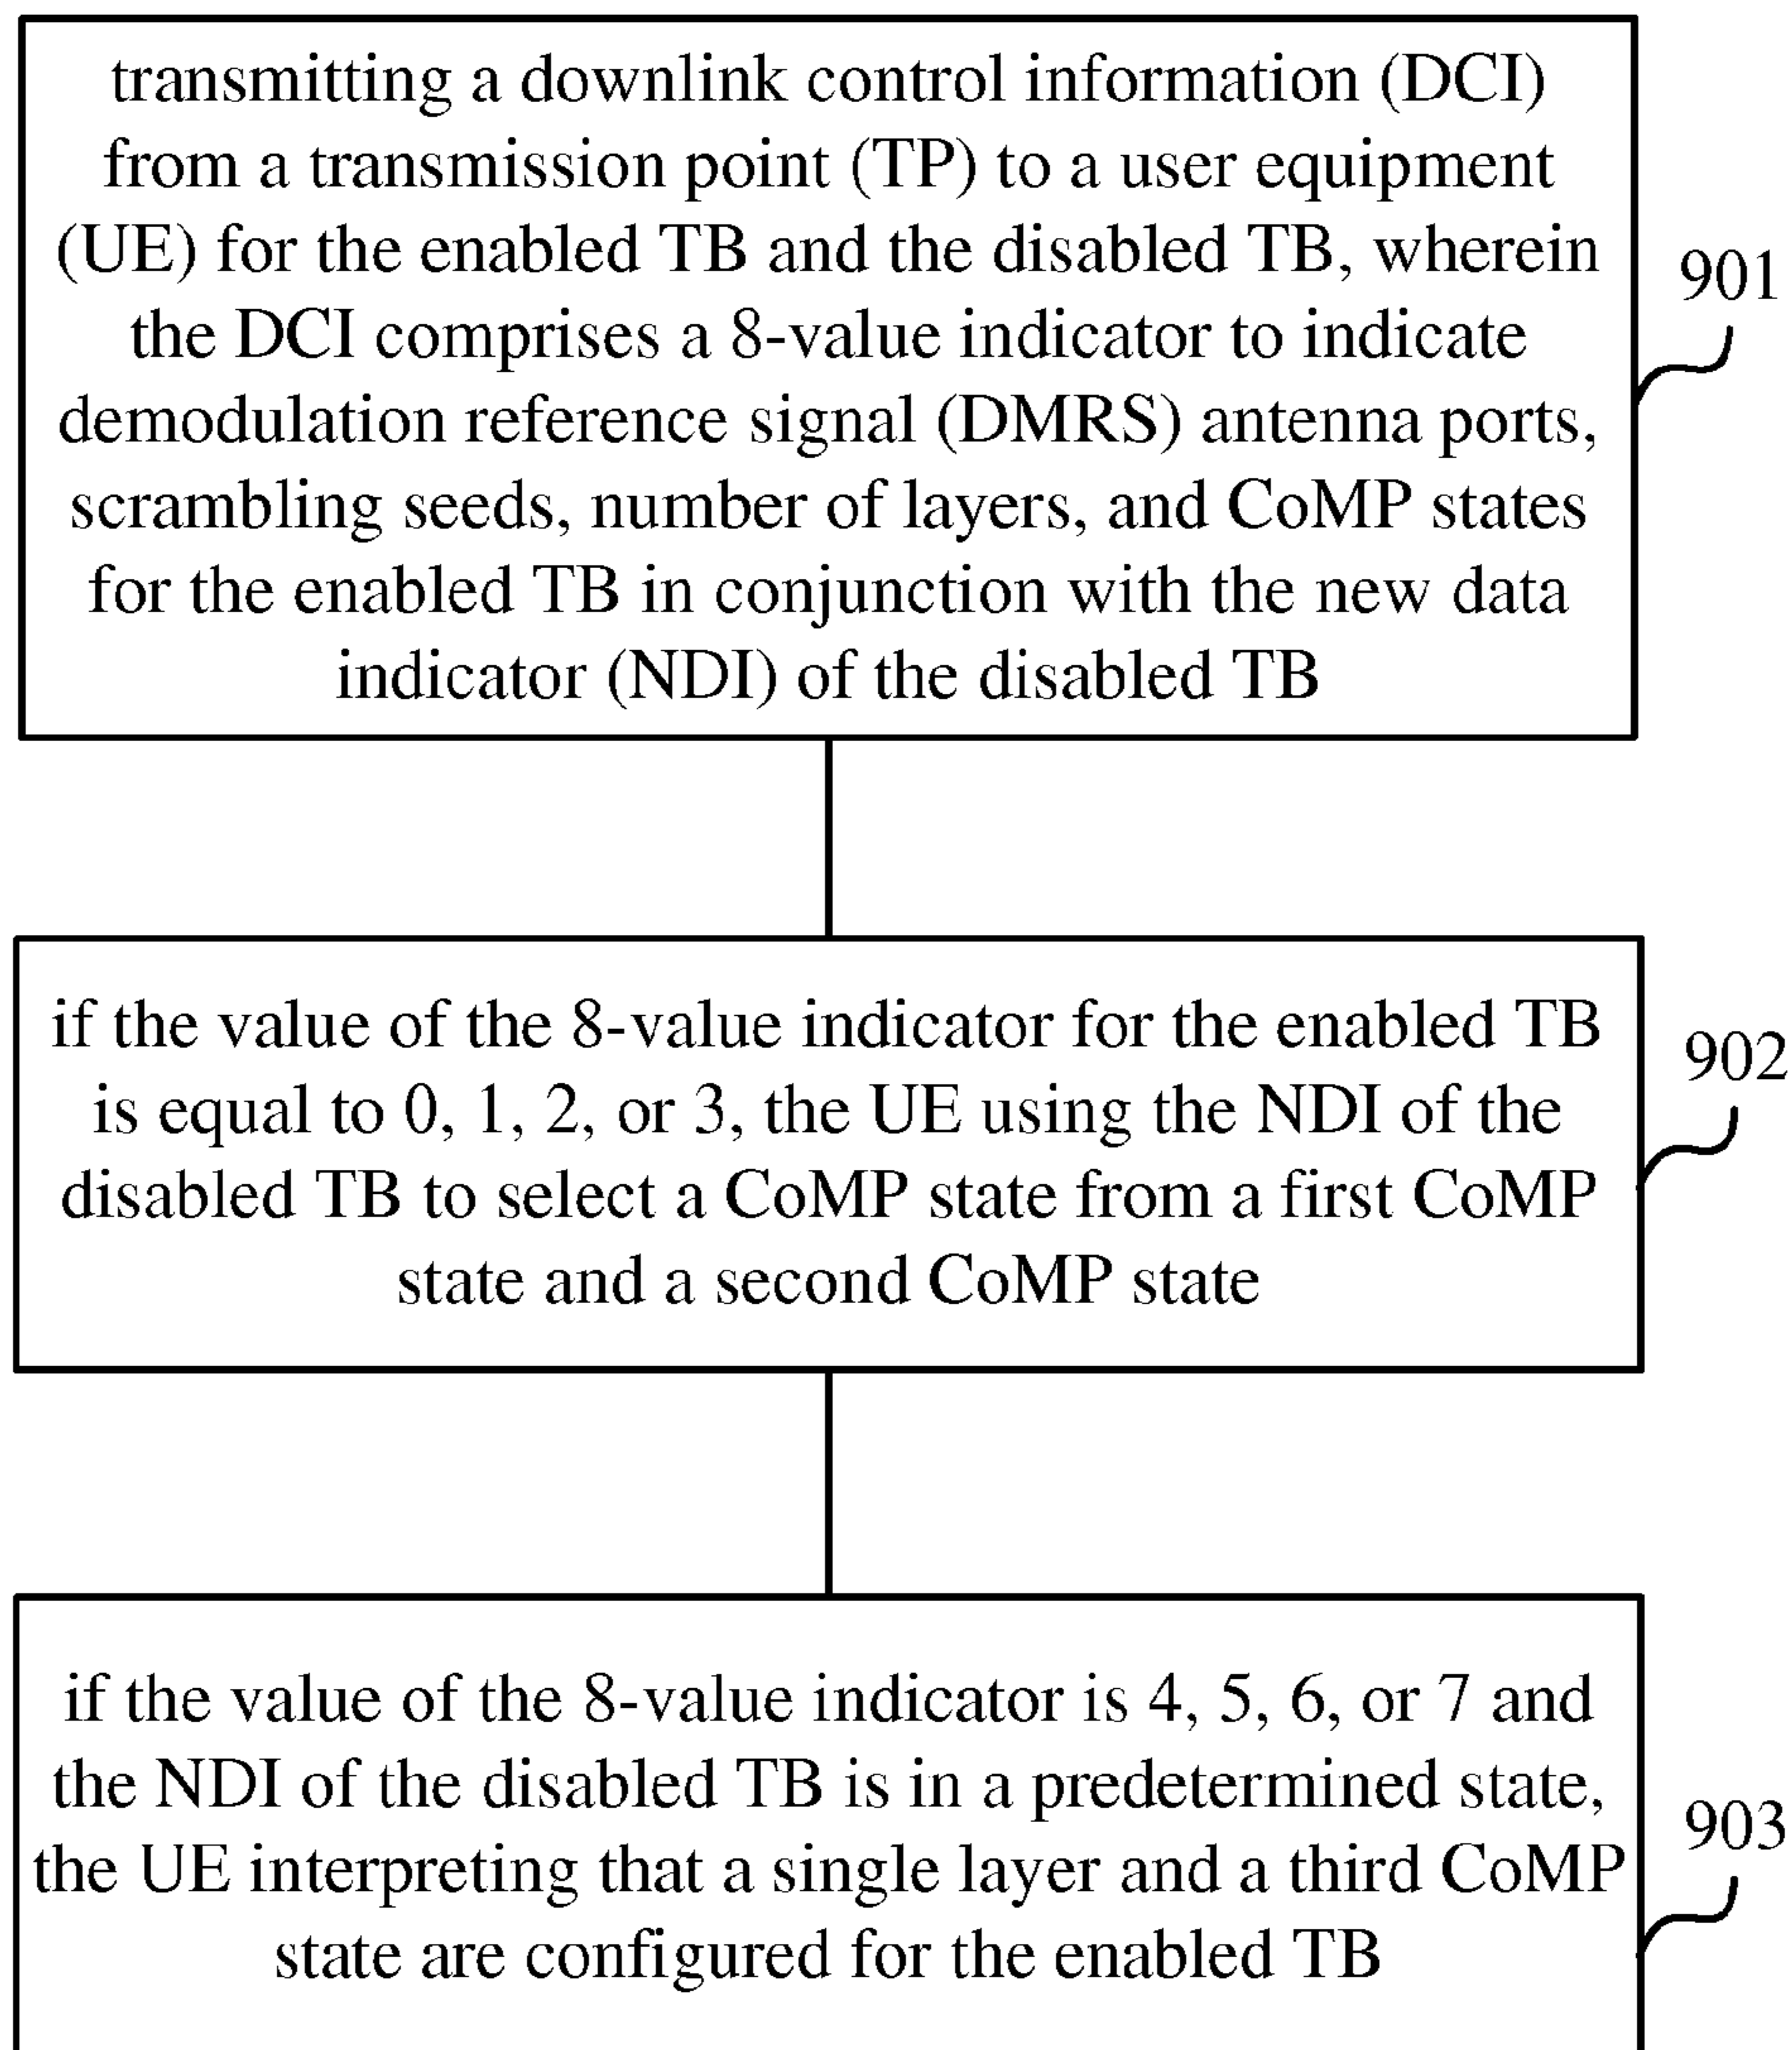 transmitting a downlink control information (DCI)
from a transmission point (TP) to a user equipment
(UE) for the enabled TB and the disabled TB, wherein
the DCI comprises a 8-value indicator to indicate
demodulation reference signal (DMRS) antenna ports,
scrambling seeds, number of layers, and CoMP states
for the enabled TB in conjunction with the new data
indicator (NDI) of the disabled TB
901
if the value of the 8-value indicator for the enabled TB
is equal to 0, 1, 2, or 3, the UE using the NDI of the
disabled TB to select a CoMP state from a first CoMP
state and a second CoMP state
902
if the value of the 8-value indicator is 4, 5, 6, or 7 and
the NDI of the disabled TB is in a predetermined state,
the UE interpreting that a single layer and a third CoMP
state are configured for the enabled TB
903